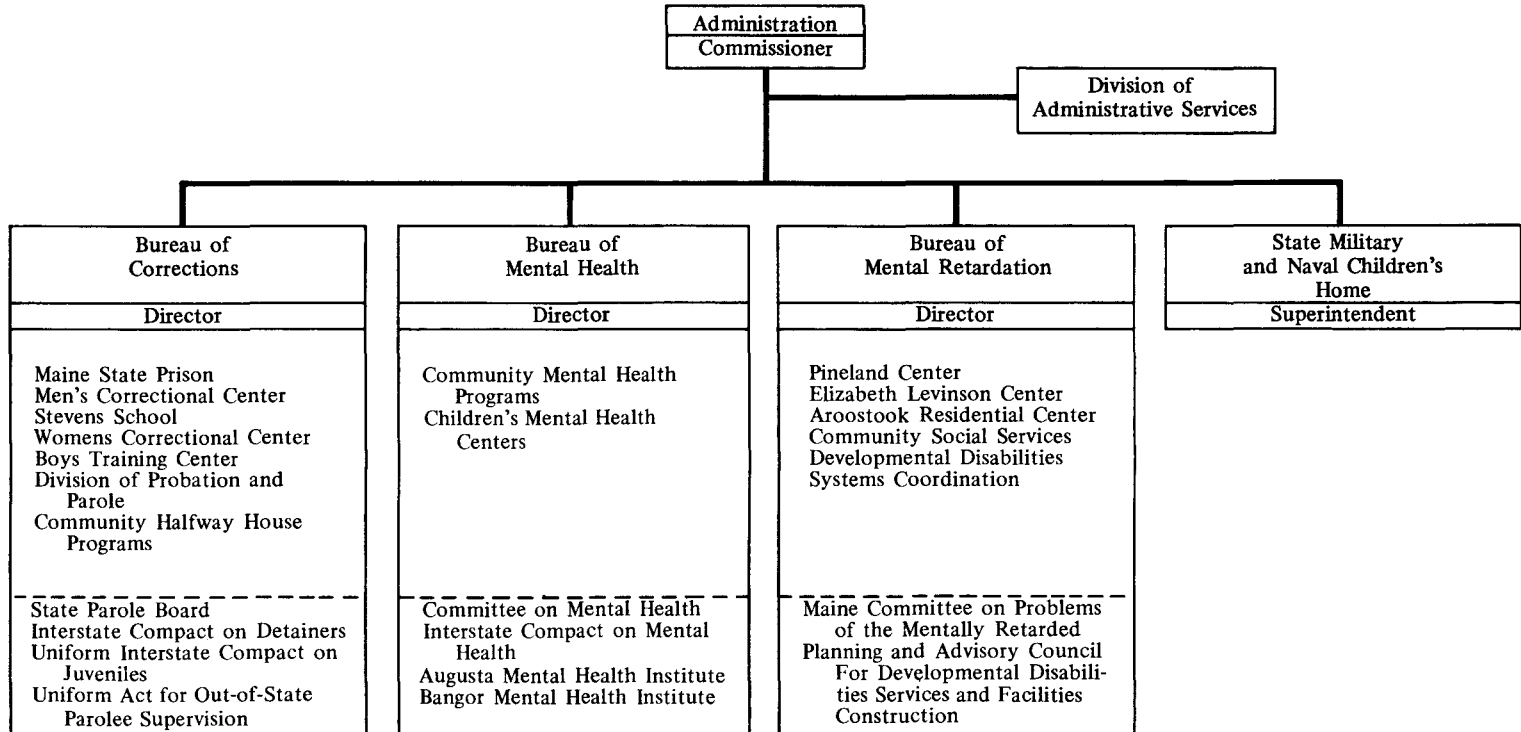 Administration
Commissioner
Division of
Administrative Services
Bureau of
Corrections
Director
Maine State Prison
Men's Correctional Center
Stevens School
Womens Correctional Center
Boys Training Center
Division of Probation and
Parole
Community Halfway House
Programs
State Parole Board
Interstate Compact on Detainers
Uniform Interstate Compact on
Juveniles
Uniform Act for Out-of-State
Parolee Supervision
Bureau of
Mental Health
Director
Community Mental Health
Programs
Children's Mental Health
Centers
Committee on Mental Health
Interstate Compact on Mental
Health
Augusta Mental Health Institute
Bangor Mental Health Institute
Bureau of
Mental Retardation
Director
Pineland Center
Elizabeth Levinson Center
Aroostook Residential Center
Community Social Services
Developmental Disabilities
Systems Coordination
Maine Committee on Problems
of the Mentally Retarded
Planning and Advisory Council
For Developmental Disabili-
ties Services and Facilities
Construction
State Military
and Naval Children's
Home
Superintendent